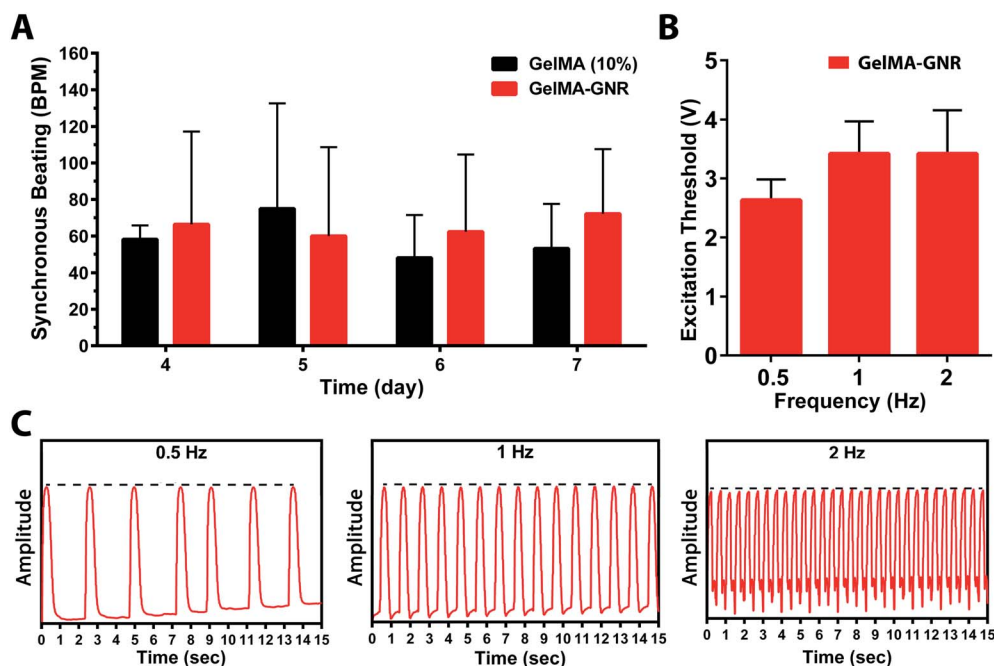 A
Synchronous Beating (BPM)
160
140
120
100
80
60
40
20
0
GelMA (10%)
GelMA-GNR
4 5 6 7
Time (day)
B
Excitation Threshold (V)
5
4
3
2
1
0
GelMA-GNR
0.5 1 2
Frequency (Hz)
C
0.5 Hz
Amplitude
0 1 2 3 4 5 6 7 8 9 10 11 12 13 14 15
Time (sec)
1 Hz
Amplitude
0 1 2 3 4 5 6 7 8 9 10 11 12 13 14 15
Time (sec)
2 Hz
Amplitude
0 1 2 3 4 5 6 7 8 9 10 11 12 13 14 15
Time (sec)